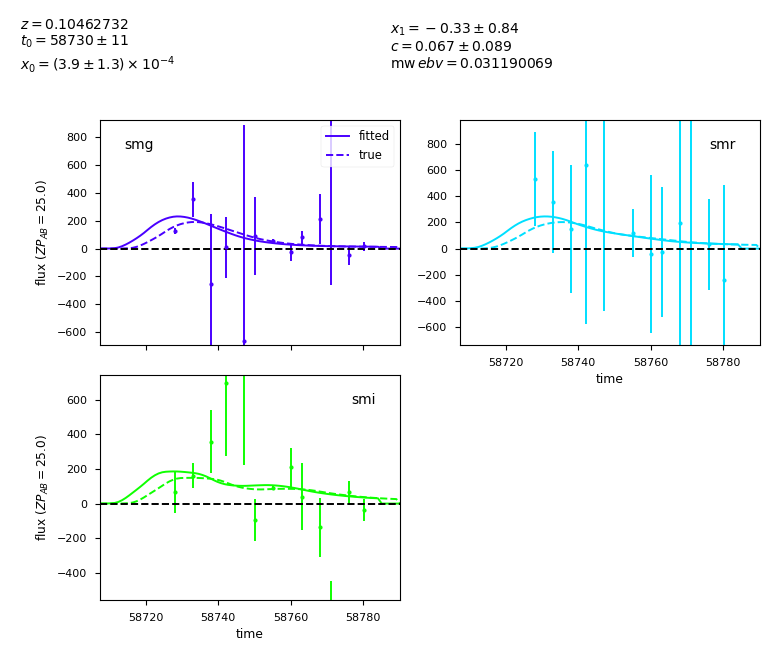 z = 0.10462732
t₀ = 58730 ± 11
x₀ = (3.9 ± 1.3) × 10⁻⁴
x₁ = −0.33 ± 0.84
c = 0.067 ± 0.089
mw ebv = 0.031190069
smg
fitted
true
800
600
400
200
0
−200
−400
−600
flux (ZP_AB = 25.0)
smr
800
600
400
200
0
−200
−400
−600
58720 58740 58760 58780
time
smi
600
400
200
0
−200
−400
flux (ZP_AB = 25.0)
58720 58740 58760 58780
time